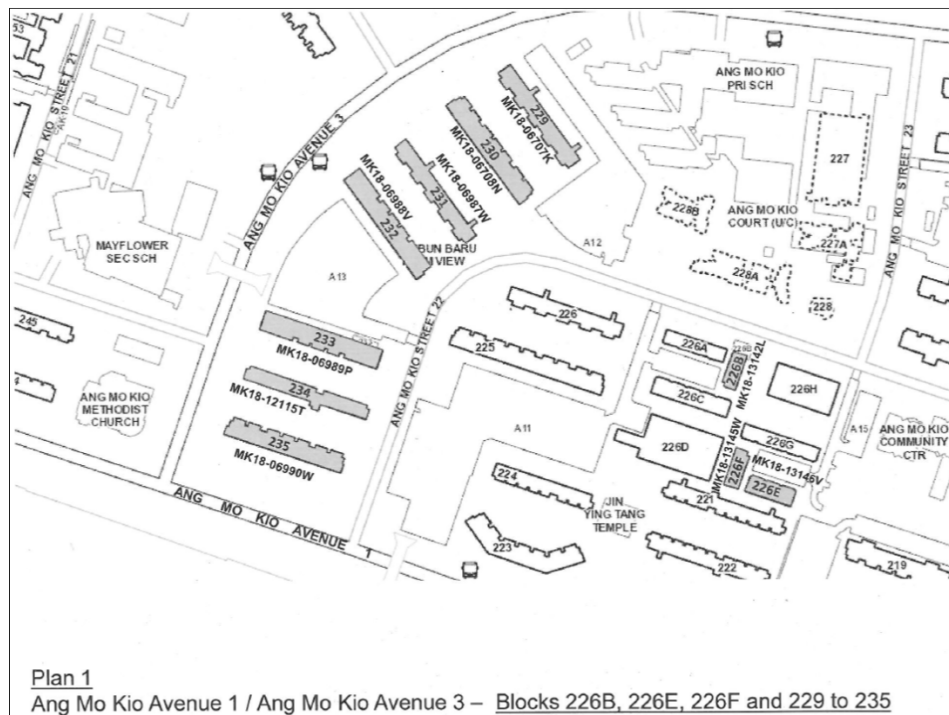 53
ANG MO KIO STREET 21
AK-10
ANG MO KIO AVENUE 3
MAYFLOWER
SEC SCH
245
ANG MO KIO
METHODIST
CHURCH
229
MK18-06707K
230
MK18-06708N
231
MK18-06987W
232
MK18-06988V
BUN BARU
VIEW
A13
A12
ANG MO KIO
PRI SCH
227
228B
ANG MO KIO
COURT (U/C)
227A
228A
228
ANG MO KIO STREET 23
233
MK18-06989P
234
MK18-12115T
235
MK18-06990W
ANG MO KIO STREET 22
226
225
226A
226B
MK18-13142L
226C
226H
226D
MK18-13145W
226G
226F
MK18-13146V
226E
A11
A15
ANG MO KIO
COMMUNITY
CTR
224
JIN
YING TANG
TEMPLE
221
223
222
219
ANG MO KIO AVENUE 1
Plan 1
Ang Mo Kio Avenue 1 / Ang Mo Kio Avenue 3 – Blocks 226B, 226E, 226F and 229 to 235